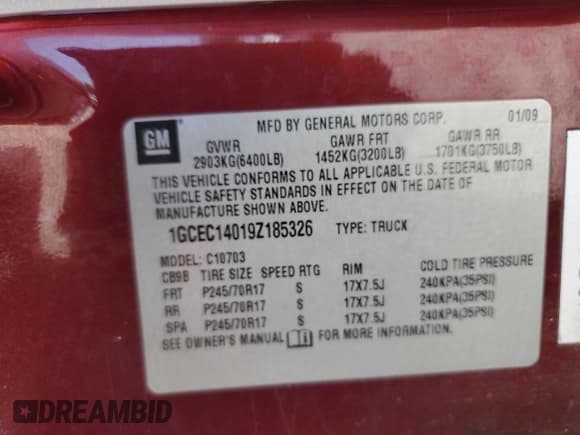 MFD BY GENERAL MOTORS CORP. 01/09
GM
GVWR GAWR FRT GAWR RR
2903KG(6400LB) 1452KG(3200LB) 1701KG(3750LB)
THIS VEHICLE CONFORMS TO ALL APPLICABLE U.S. FEDERAL MOTOR
VEHICLE SAFETY STANDARDS IN EFFECT ON THE DATE OF
MANUFACTURE SHOWN ABOVE.
1GCEC14019Z185326 TYPE: TRUCK
MODEL: C10703
CB9B TIRE SIZE SPEED RTG RIM COLD TIRE PRESSURE
FRT P245/70R17 S 17X7.5J 240KPA(35PSI)
RR P245/70R17 S 17X7.5J 240KPA(35PSI)
SPA P245/70R17 S 17X7.5J 240KPA(35PSI)
SEE OWNER'S MANUAL FOR MORE INFORMATION.
DREAMBID